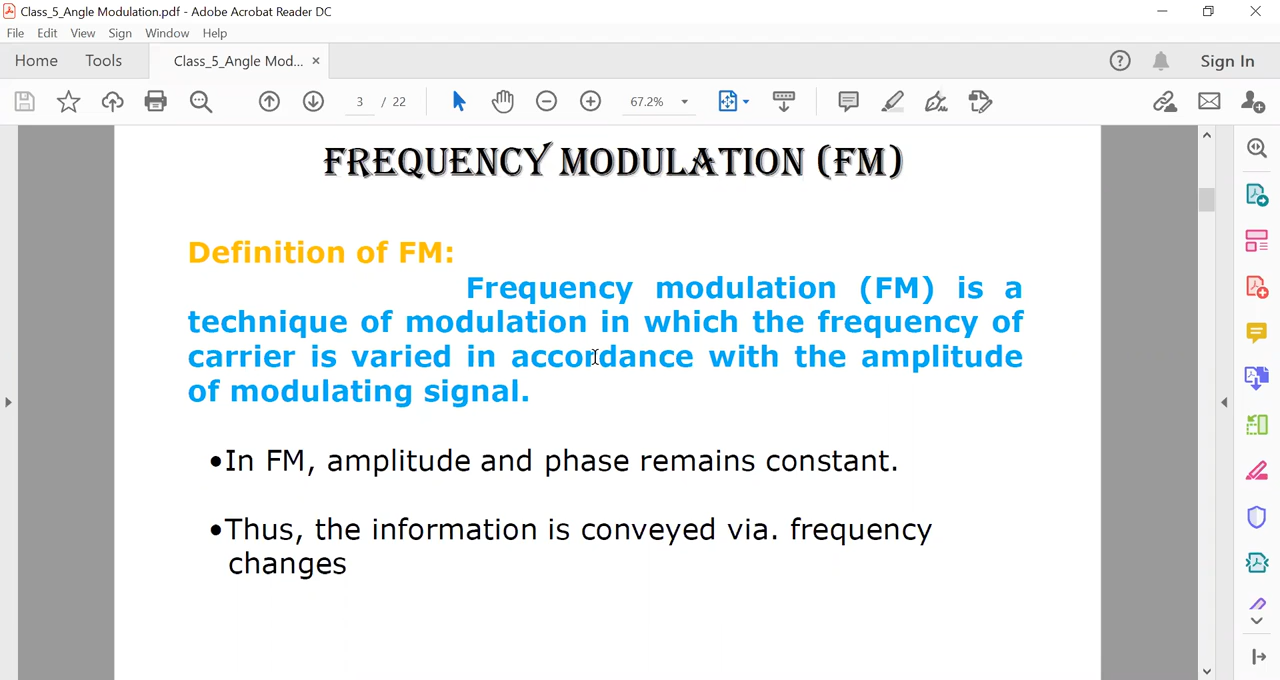 Class_5_Angle Modulation.pdf - Adobe Acrobat Reader DC
File Edit View Sign Window Help
Home Tools Class_5_Angle Mod... × Sign In
3 / 22 67.2%
FREQUENCY MODULATION (FM)
Definition of FM:
Frequency modulation (FM) is a
technique of modulation in which the frequency of
carrier is varied in accordance with the amplitude
of modulating signal.
•In FM, amplitude and phase remains constant.
•Thus, the information is conveyed via. frequency
changes